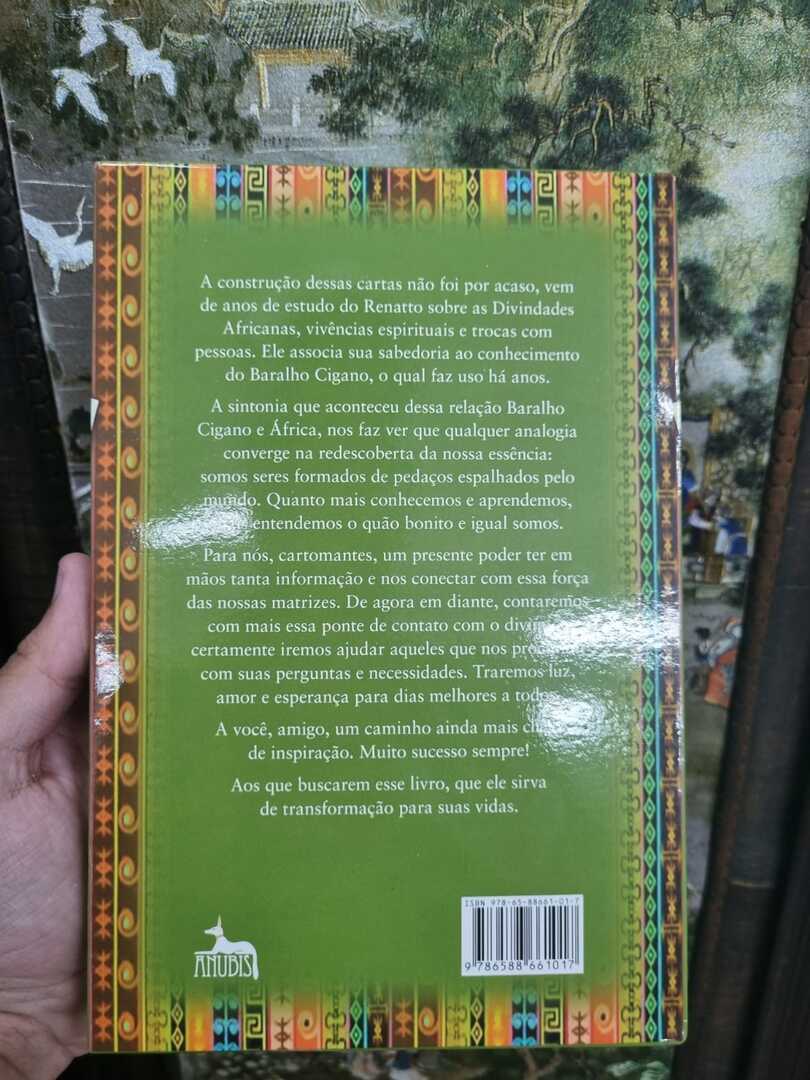 A construção dessas cartas não foi por acaso, vem
de anos de estudo do Renatto sobre as Divindades
Africanas, vivências espirituais e trocas com
pessoas. Ele associa sua sabedoria ao conhecimento
do Baralho Cigano, o qual faz uso há anos.
A sintonia que aconteceu dessa relação Baralho
Cigano e África, nos faz ver que qualquer analogia
converge na redescoberta da nossa essência:
somos seres formados de pedaços espalhados pelo
mundo. Quanto mais conhecemos e aprendemos,
entendemos o quão bonito e igual somos.
Para nós, cartomantes, um presente poder ter em
mãos tanta informação e nos conectar com essa força
das nossas matrizes. De agora em diante, contaremos
com mais essa ponte de contato com o
certamente iremos ajudar aqueles que nos
com suas perguntas e necessidades. Traremos luz,
amor e esperança para dias melhores a
A você, amigo, um caminho ainda mais
de inspiração. Muito sucesso sempre!
Aos que buscarem esse livro, que ele sirva
de transformação para suas vidas.
ISBN 978-65-88661-01-7
9 786588 661017
ANUBIS